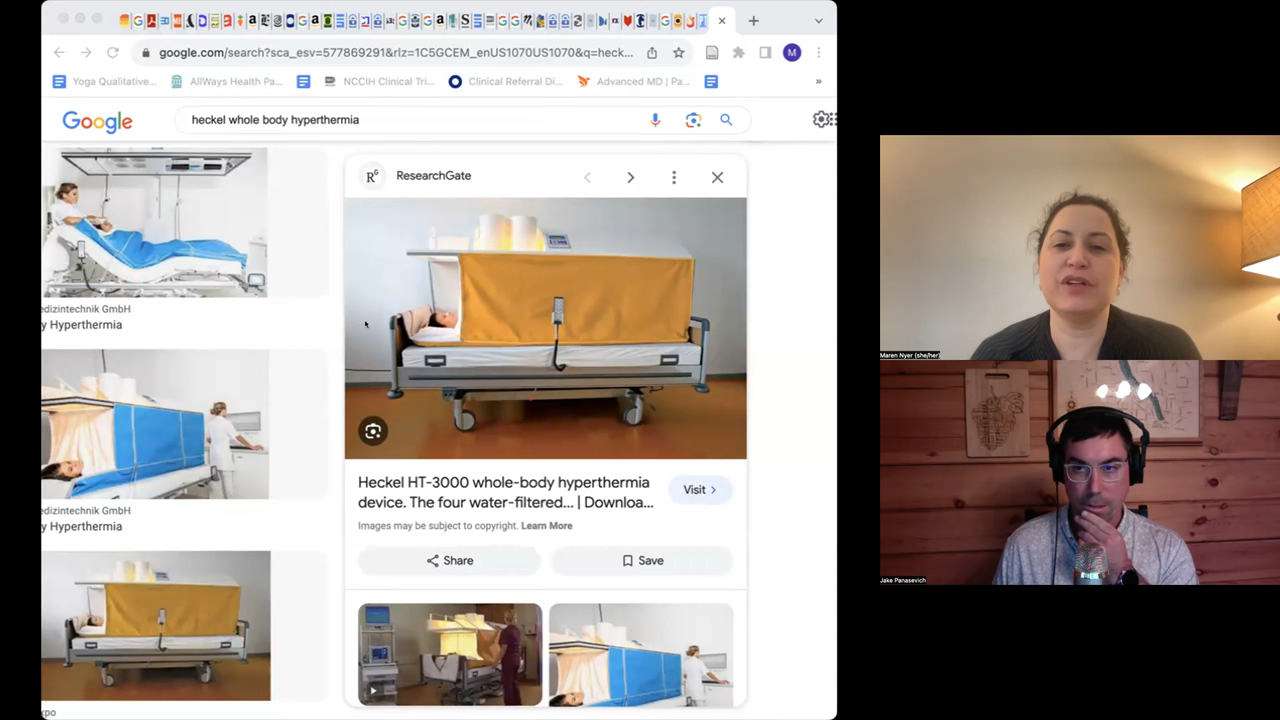 google.com/search?sca_esv=577869291&rlz=1C5GCEM_enUS1070US1070&q=heck...
M
Yoga Qualitative...
AllWays Health Pa...
NCCIH Clinical Tri...
Clinical Referral Di...
Advanced MD | Pa...
»
Google
heckel whole body hyperthermia
edizintechnik GmbH
y Hyperthermia
edizintechnik GmbH
y Hyperthermia
xpo
RG
ResearchGate
Heckel HT-3000 whole-body hyperthermia
device. The four water-filtered... | Downloa...
Visit
Images may be subject to copyright. Learn More
Share
Save
Maren Nyer (she/her)
Jake Panasevich